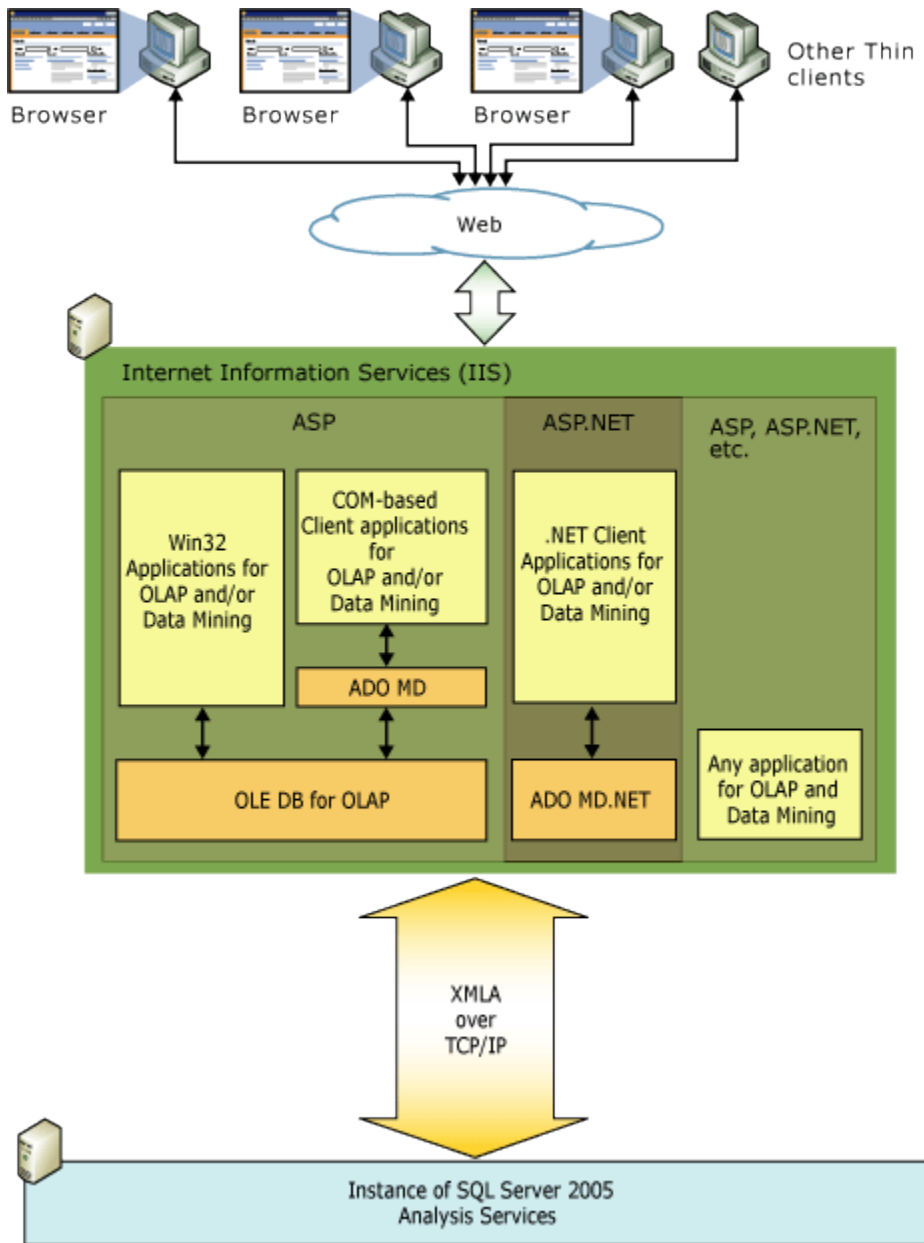 Browser
Browser
Browser
Other Thin
clients
Web
Internet Information Services (IIS)
ASP
Win32
Applications for
OLAP and/or
Data Mining
COM-based
Client applications
for
OLAP and/or
Data Mining
ADO MD
OLE DB for OLAP
ASP.NET
.NET Client
Applications for
OLAP and/or
Data Mining
ADO MD.NET
ASP, ASP.NET,
etc.
Any application
for OLAP and
Data Mining
XMLA
over
TCP/IP
Instance of SQL Server 2005
Analysis Services